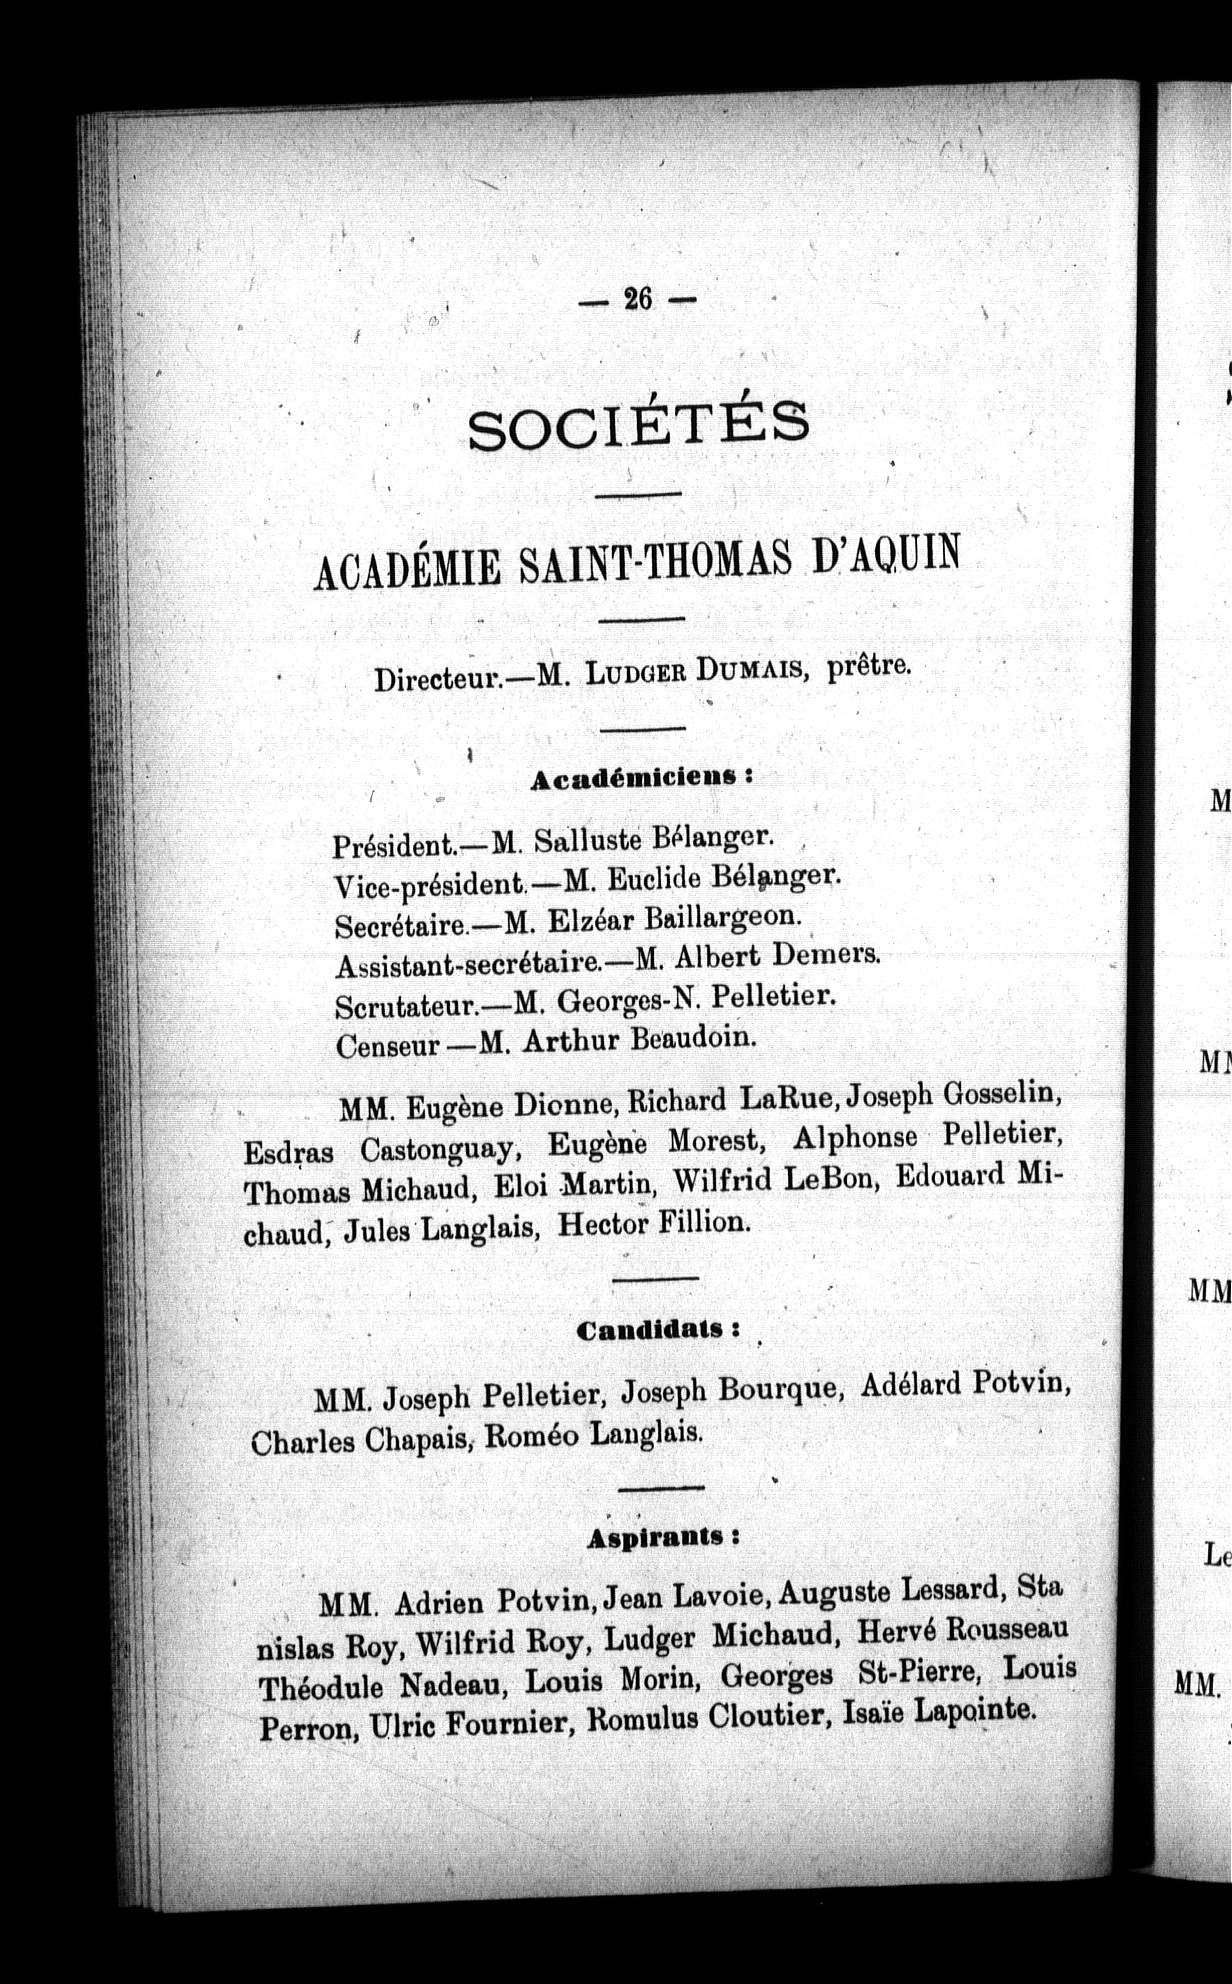 — 26 —
SOCIÉTÉS
ACADÉMIE SAINT-THOMAS D'AQUIN
Directeur.—M. LUDGER DUMAIS, prêtre.
Académiciens :
Président.—M. Salluste Bélanger.
Vice-président.—M. Euclide Bélanger.
Secrétaire.—M. Elzéar Baillargeon.
Assistant-secrétaire.—M. Albert Demers.
Scrutateur.—M. Georges-N. Pelletier.
Censeur—M. Arthur Beaudoin.
MM. Eugène Dionne, Richard LaRue, Joseph Gosselin,
Esdras Castonguay, Eugène Morest, Alphonse Pelletier,
Thomas Michaud, Eloi Martin, Wilfrid LeBon, Edouard Mi-
chaud, Jules Langlais, Hector Fillion.
Candidats :
MM. Joseph Pelletier, Joseph Bourque, Adélard Potvin,
Charles Chapais, Roméo Langlais.
Aspirants :
MM. Adrien Potvin, Jean Lavoie, Auguste Lessard, Sta
nislas Roy, Wilfrid Roy, Ludger Michaud, Hervé Rousseau
Théodule Nadeau, Louis Morin, Georges St-Pierre, Louis
Perron, Ulric Fournier, Romulus Cloutier, Isaïe Lapointe.
MM.